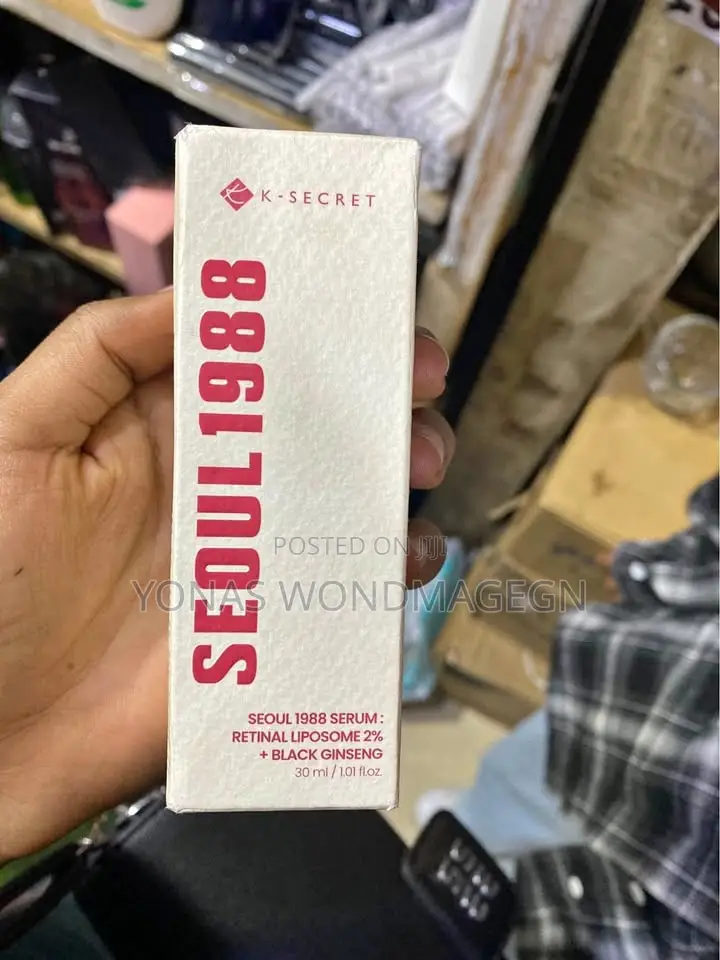 K-SECRET
SEOUL 1988
POSTED ON JIJI
YONAS WONDMAGEGN
SEOUL 1988 SERUM :
RETINAL LIPOSOME 2%
+ BLACK GINSENG
30 ml / 1.01 fl.oz.